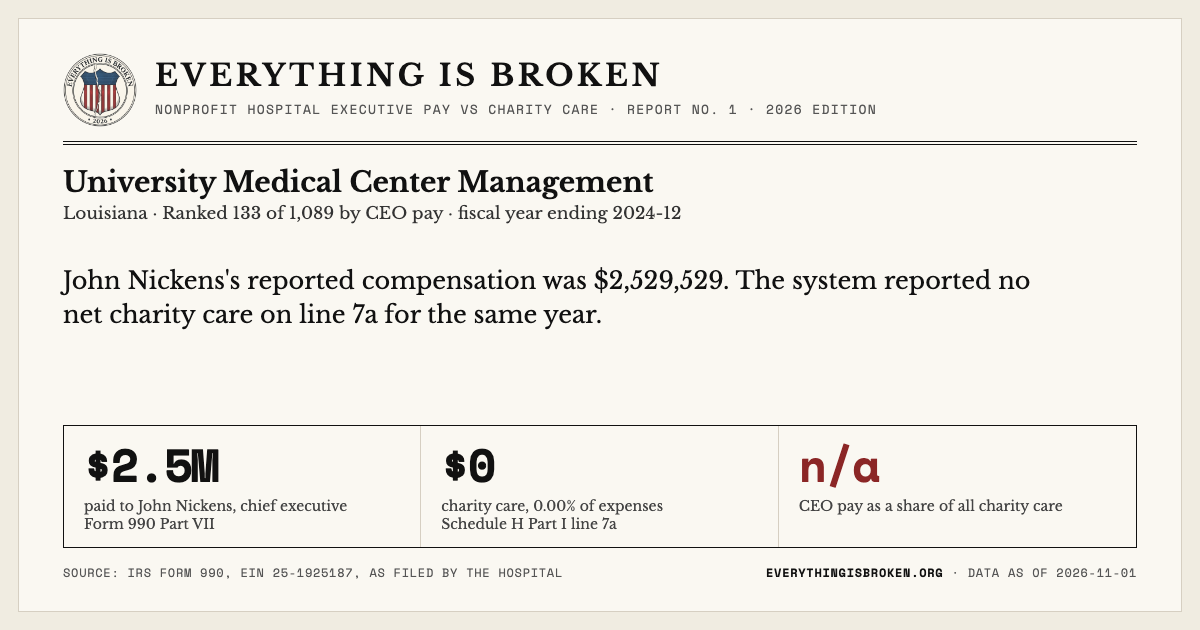 EVERYTHING IS BROKEN
· 2026 ·
EVERYTHING IS BROKEN
NONPROFIT HOSPITAL EXECUTIVE PAY VS CHARITY CARE · REPORT NO. 1 · 2026 EDITION
University Medical Center Management
Louisiana · Ranked 133 of 1,089 by CEO pay · fiscal year ending 2024-12
John Nickens's reported compensation was $2,529,529. The system reported no
net charity care on line 7a for the same year.
$2.5M
paid to John Nickens, chief executive
Form 990 Part VII
$0
charity care, 0.00% of expenses
Schedule H Part I line 7a
n/a
CEO pay as a share of all charity care
SOURCE: IRS FORM 990, EIN 25-1925187, AS FILED BY THE HOSPITAL
EVERYTHINGISBROKEN.ORG · DATA AS OF 2026-11-01